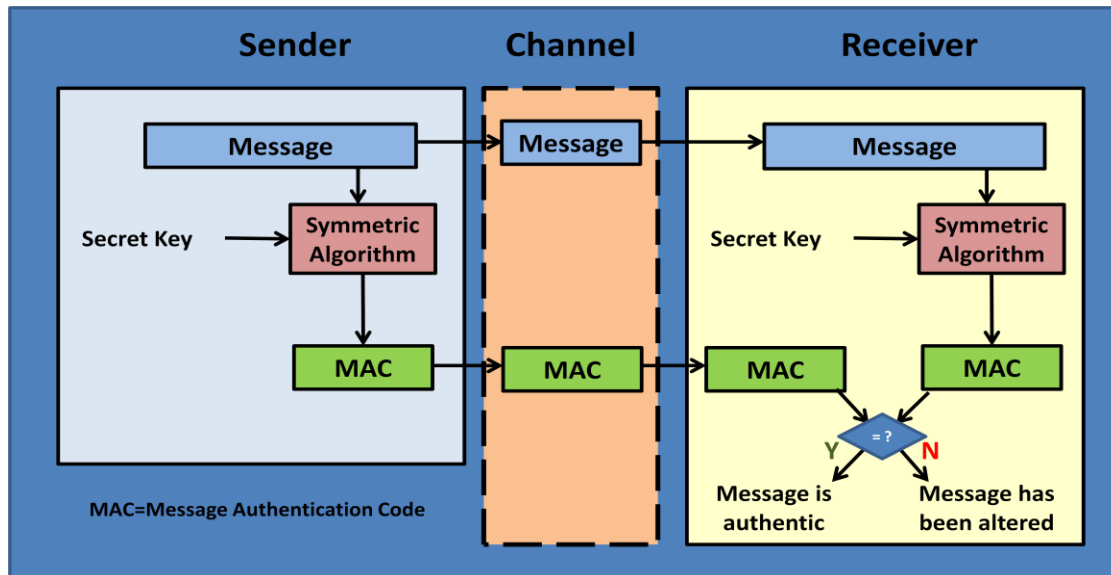 Sender
Channel
Receiver
Message
Message
Message
Secret Key
Symmetric
Algorithm
Secret Key
Symmetric
Algorithm
MAC
MAC
MAC
MAC
= ?
Y
N
Message is
authentic
Message has
been altered
MAC=Message Authentication Code